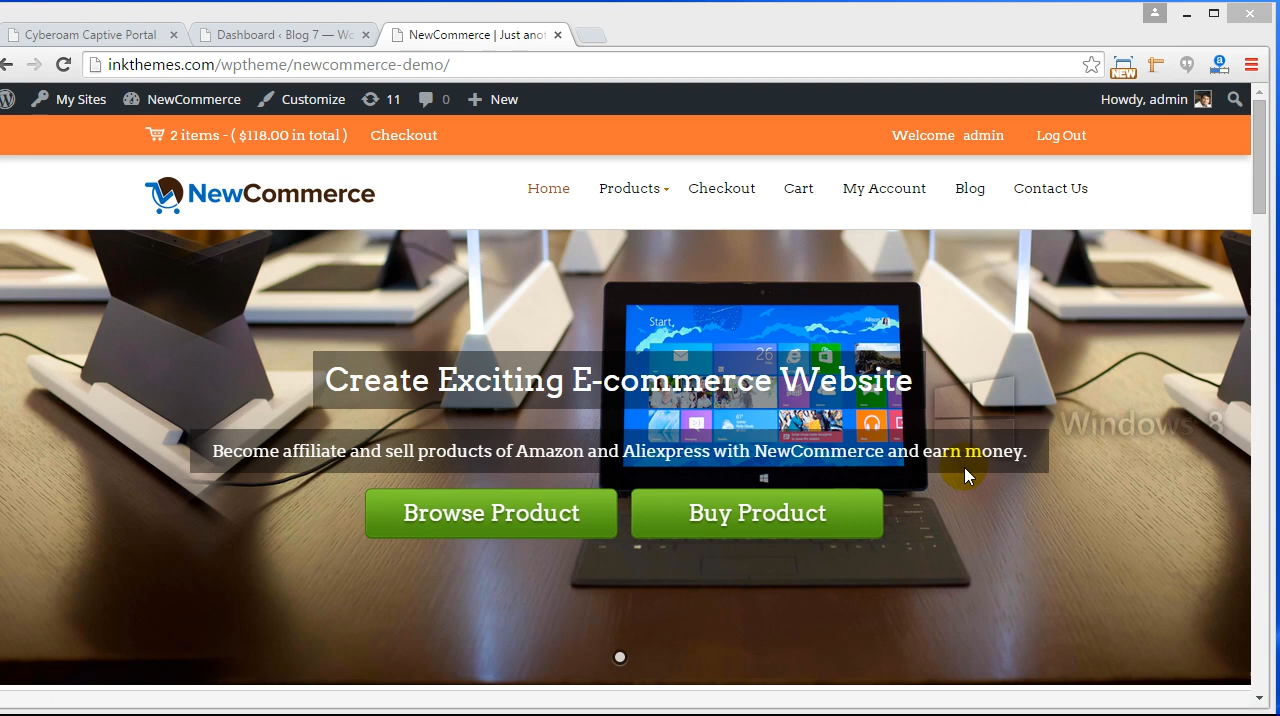 Cyberoam Captive Portal
Dashboard ‹ Blog 7 — Wo
NewCommerce | Just anot
inkthemes.com/wptheme/newcommerce-demo/
NEW
a
My Sites NewCommerce Customize 11 0 New
Howdy, admin
2 items - ( $118.00 in total ) Checkout
Welcome admin Log Out
NewCommerce
Home Products Checkout Cart My Account Blog Contact Us
Start
26
Create Exciting E-commerce Website
Windows 8
Become affiliate and sell products of Amazon and Aliexpress with NewCommerce and earn money.
Browse Product Buy Product